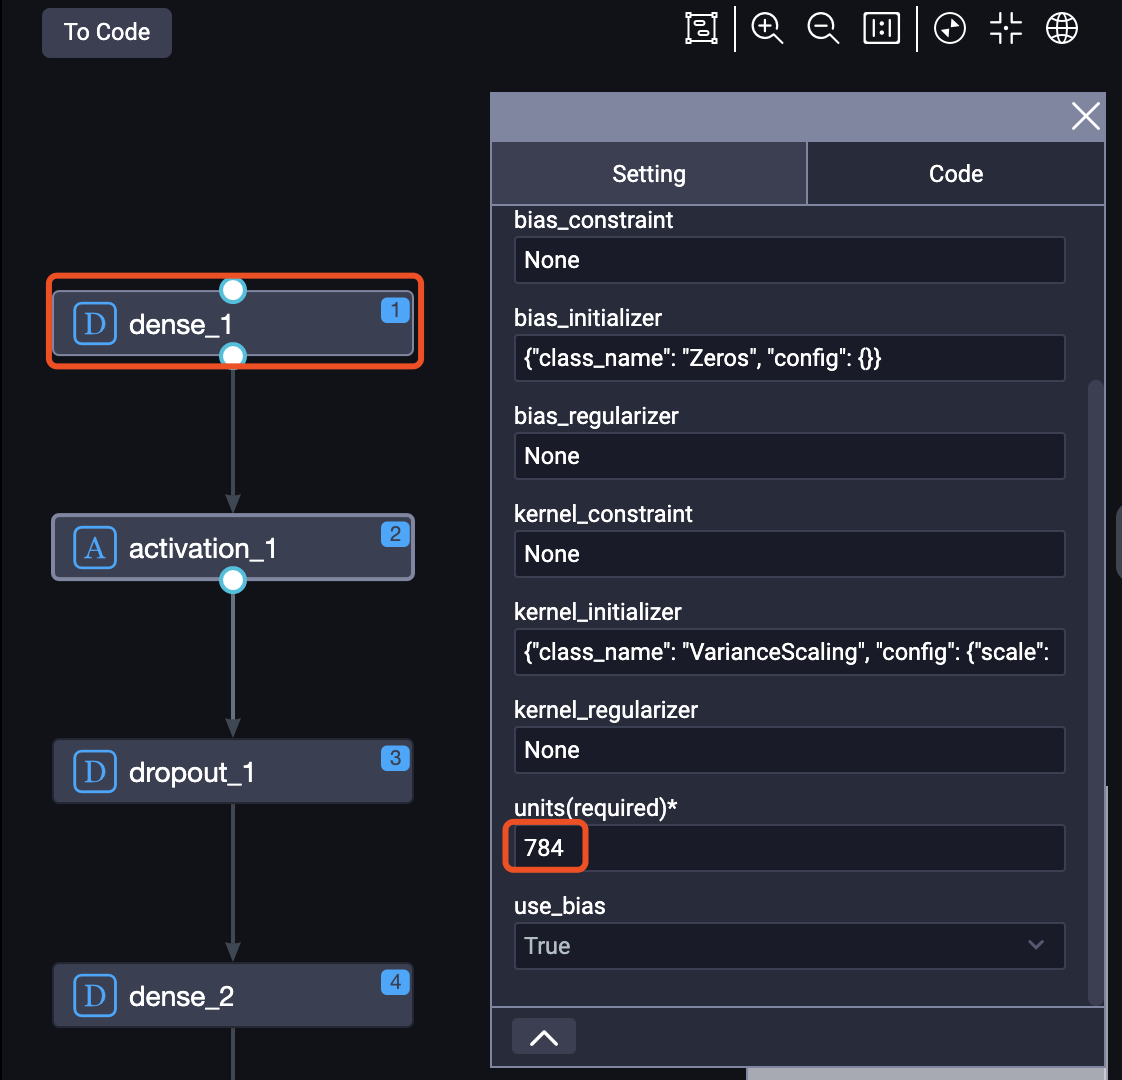 To Code
Setting
Code
bias_constraint
None
bias_initializer
{"class_name": "Zeros", "config": {}}
bias_regularizer
None
kernel_constraint
None
kernel_initializer
{"class_name": "VarianceScaling", "config": {"scale":
kernel_regularizer
None
units(required)*
784
use_bias
True
D dense_1 1
A activation_1 2
D dropout_1 3
D dense_2 4